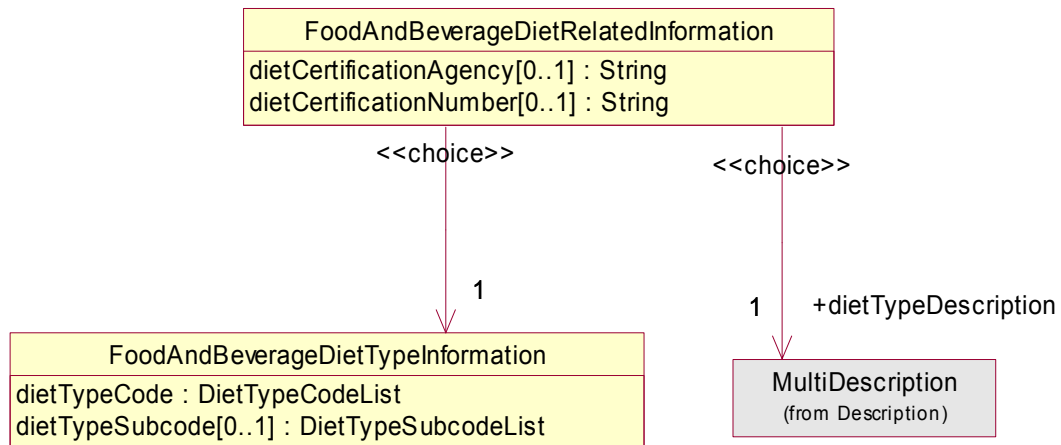 FoodAndBeverageDietRelatedInformation
dietCertificationAgency[0..1] : String
dietCertificationNumber[0..1] : String
<<choice>>
<<choice>>
1
1
+dietTypeDescription
FoodAndBeverageDietTypeInformation
dietTypeCode : DietTypeCodeList
dietTypeSubcode[0..1] : DietTypeSubcodeList
MultiDescription
(from Description)